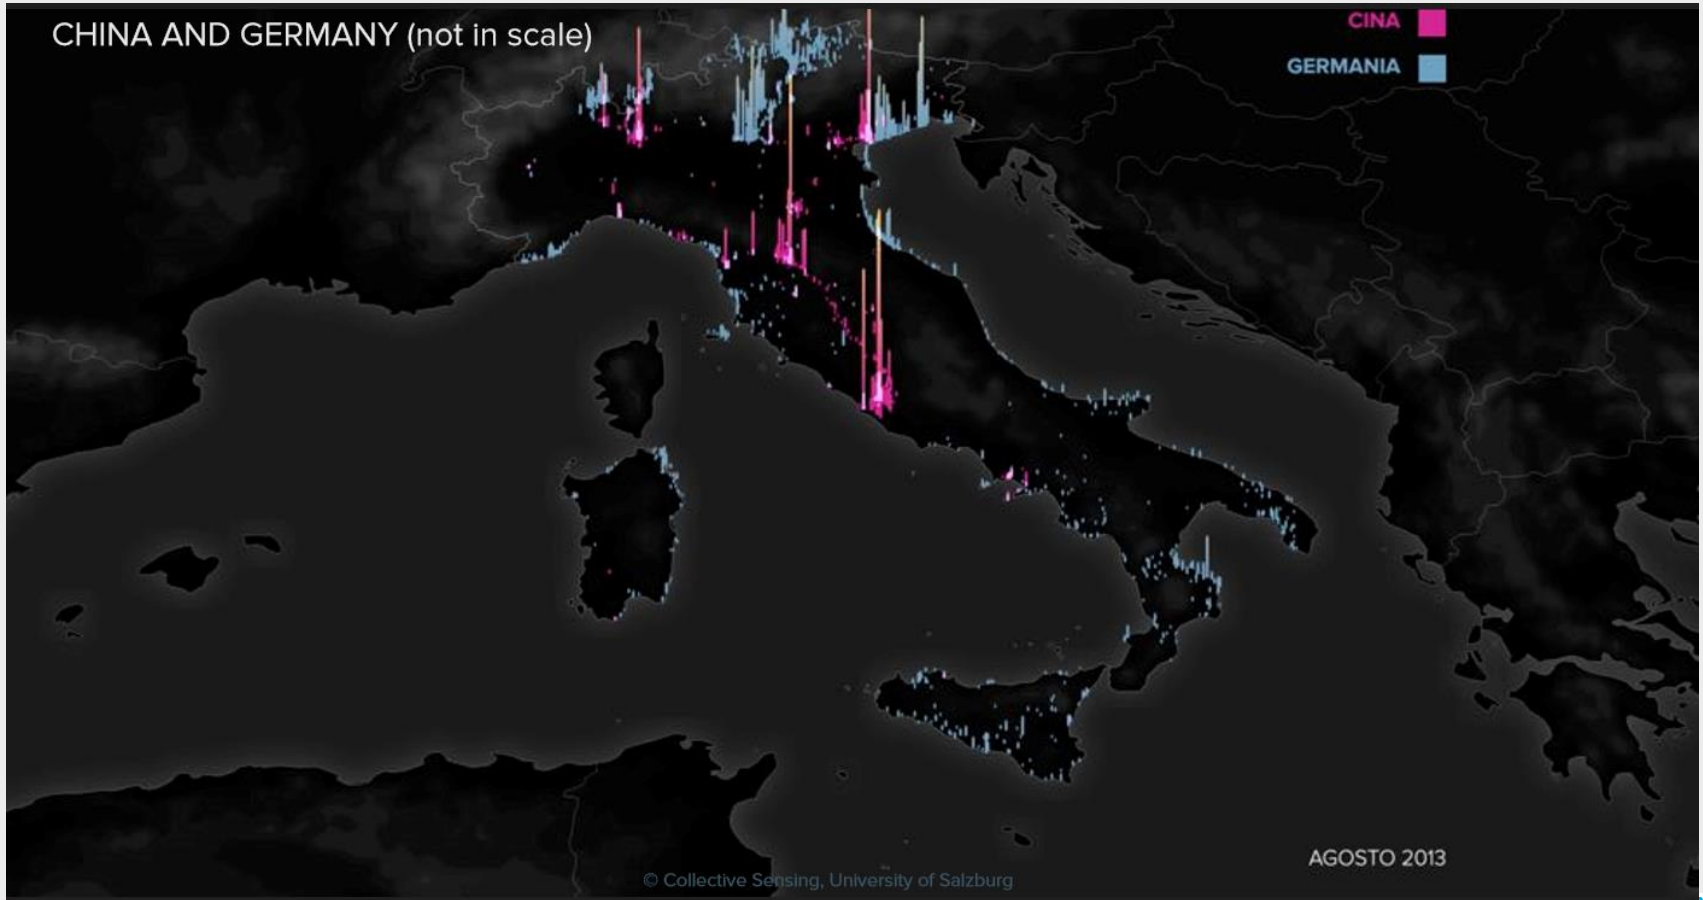 CHINA AND GERMANY (not in scale)
CINA
GERMANIA
AGOSTO 2013
© Collective Sensing, University of Salzburg